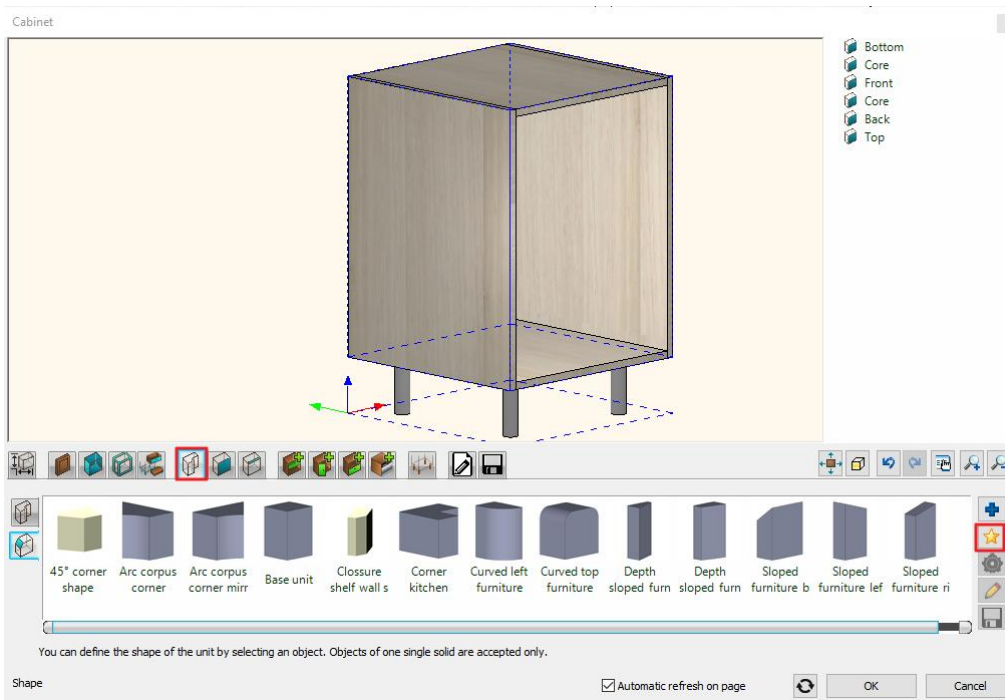 Cabinet
Bottom
Core
Front
Core
Back
Top
45° corner
shape
Arc corpus
corner
Arc corpus
corner mirr
Base unit
Clossure
shelf wall s
Corner
kitchen
Curved left
furniture
Curved top
furniture
Depth
sloped furn
Depth
sloped furn
Sloped
furniture b
Sloped
furniture lef
Sloped
furniture ri
You can define the shape of the unit by selecting an object. Objects of one single solid are accepted only.
Shape
Automatic refresh on page
OK
Cancel